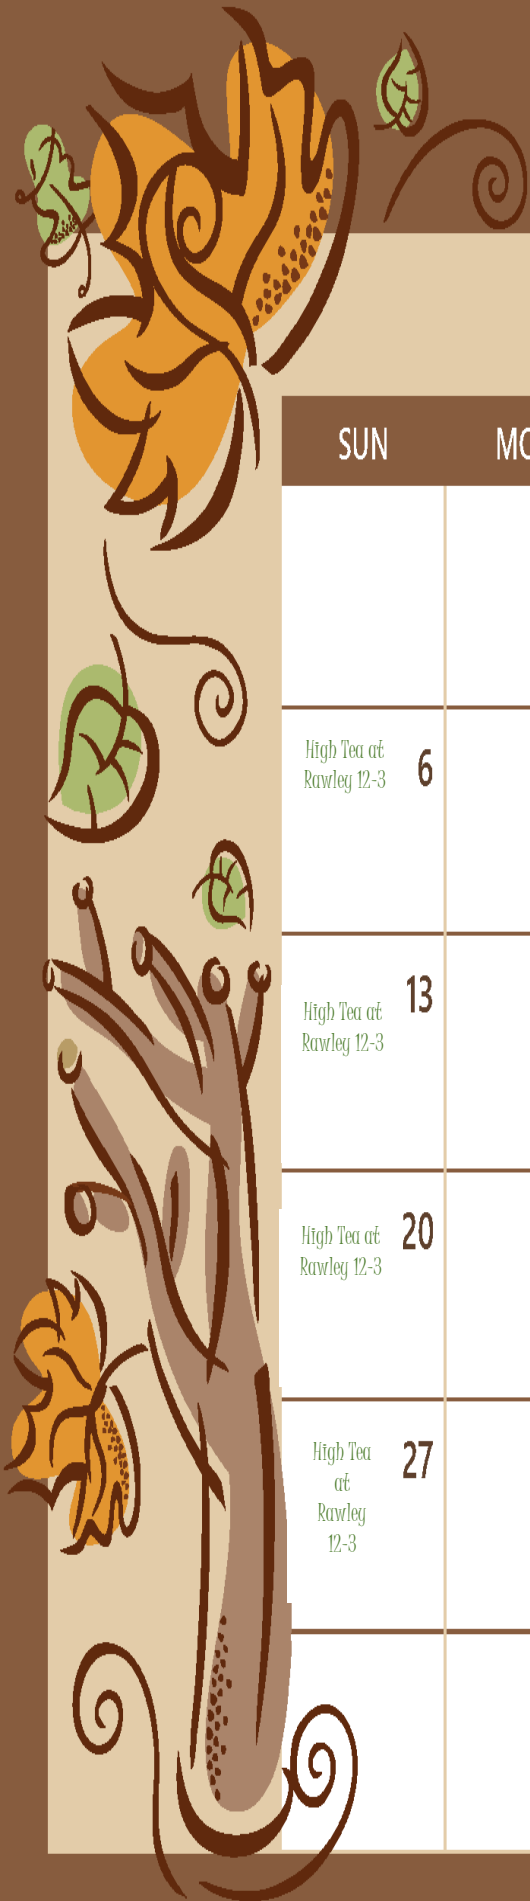 SUN
MO
High Tea at
Rawley 12-3
6
13
High Tea at
Rawley 12-3
High Tea at
Rawley 12-3
20
High Tea
at
Rawley
12-3
27